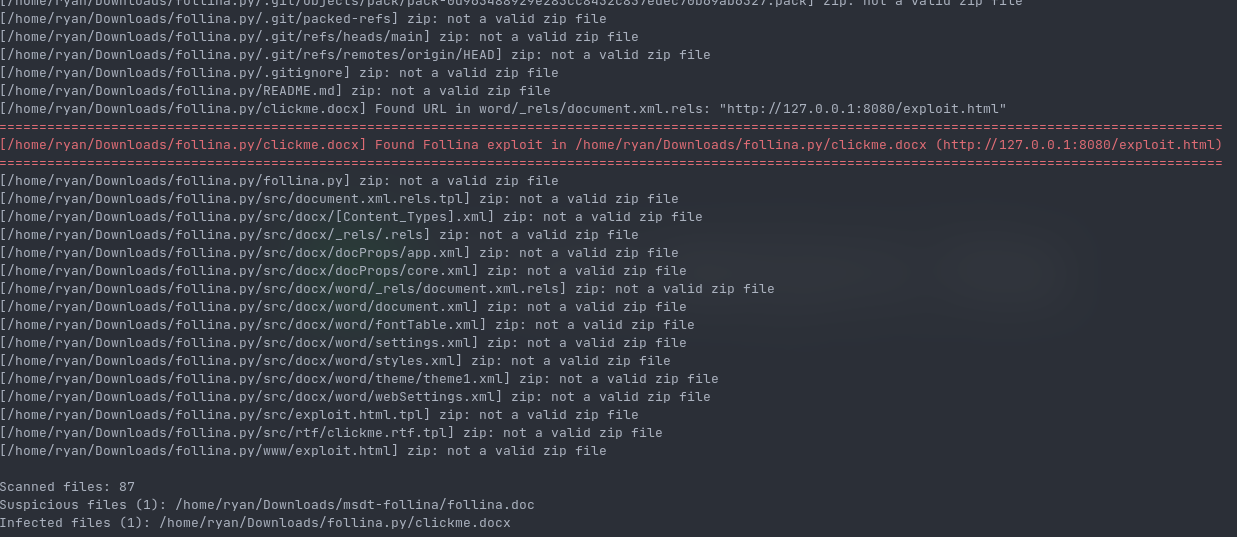 [/home/ryan/Downloads/follina.py/.git/packed-refs] zip: not a valid zip file
[/home/ryan/Downloads/follina.py/.git/refs/heads/main] zip: not a valid zip file
[/home/ryan/Downloads/follina.py/.git/refs/remotes/origin/HEAD] zip: not a valid zip file
[/home/ryan/Downloads/follina.py/.gitignore] zip: not a valid zip file
[/home/ryan/Downloads/follina.py/README.md] zip: not a valid zip file
[/home/ryan/Downloads/follina.py/clickme.docx] Found URL in word/_rels/document.xml.rels: "http://127.0.0.1:8080/exploit.html"
=========================================================================================================================================================
[/home/ryan/Downloads/follina.py/clickme.docx] Found Follina exploit in /home/ryan/Downloads/follina.py/clickme.docx (http://127.0.0.1:8080/exploit.html)
=========================================================================================================================================================
[/home/ryan/Downloads/follina.py/follina.py] zip: not a valid zip file
[/home/ryan/Downloads/follina.py/src/document.xml.rels.tpl] zip: not a valid zip file
[/home/ryan/Downloads/follina.py/src/docx/[Content_Types].xml] zip: not a valid zip file
[/home/ryan/Downloads/follina.py/src/docx/_rels/.rels] zip: not a valid zip file
[/home/ryan/Downloads/follina.py/src/docx/docProps/app.xml] zip: not a valid zip file
[/home/ryan/Downloads/follina.py/src/docx/docProps/core.xml] zip: not a valid zip file
[/home/ryan/Downloads/follina.py/src/docx/word/_rels/document.xml.rels] zip: not a valid zip file
[/home/ryan/Downloads/follina.py/src/docx/word/document.xml] zip: not a valid zip file
[/home/ryan/Downloads/follina.py/src/docx/word/fontTable.xml] zip: not a valid zip file
[/home/ryan/Downloads/follina.py/src/docx/word/settings.xml] zip: not a valid zip file
[/home/ryan/Downloads/follina.py/src/docx/word/styles.xml] zip: not a valid zip file
[/home/ryan/Downloads/follina.py/src/docx/word/theme/theme1.xml] zip: not a valid zip file
[/home/ryan/Downloads/follina.py/src/docx/word/webSettings.xml] zip: not a valid zip file
[/home/ryan/Downloads/follina.py/src/exploit.html.tpl] zip: not a valid zip file
[/home/ryan/Downloads/follina.py/src/rtf/clickme.rtf.tpl] zip: not a valid zip file
[/home/ryan/Downloads/follina.py/www/exploit.html] zip: not a valid zip file
Scanned files: 87
Suspicious files (1): /home/ryan/Downloads/msdt-follina/follina.doc
Infected files (1): /home/ryan/Downloads/follina.py/clickme.docx